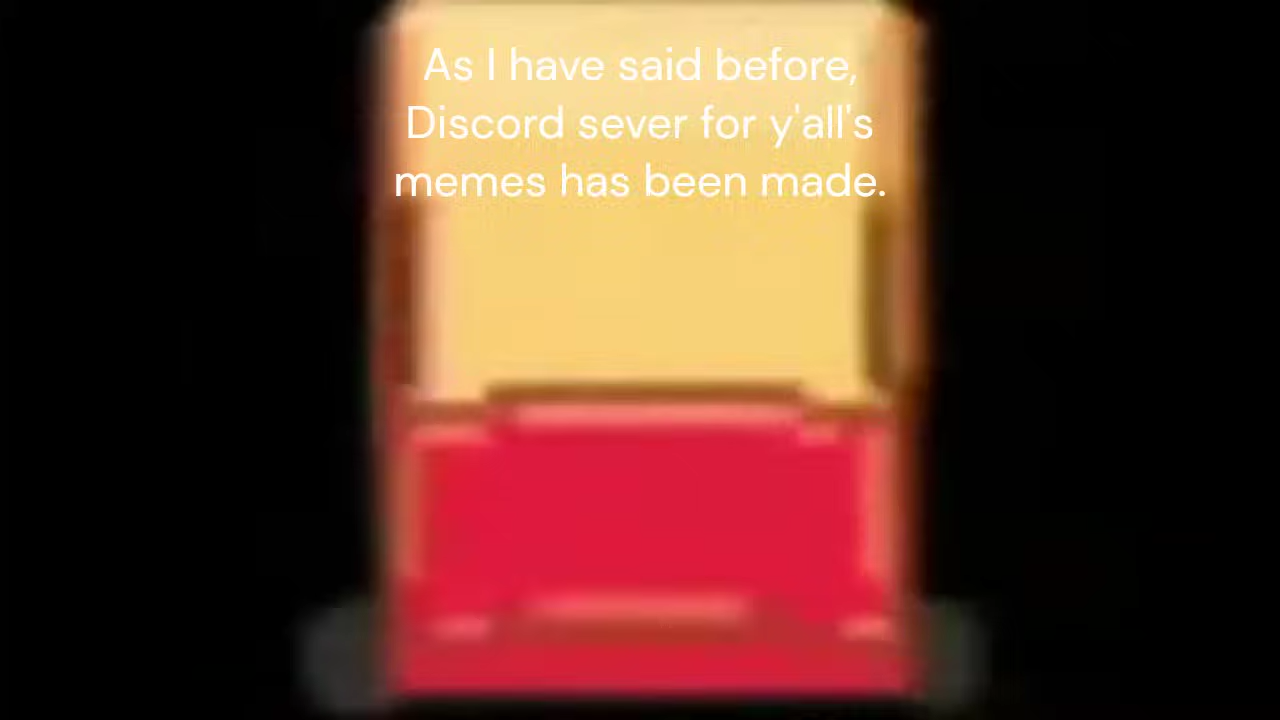 As I have said before,
Discord sever for y'all's
memes has been made.